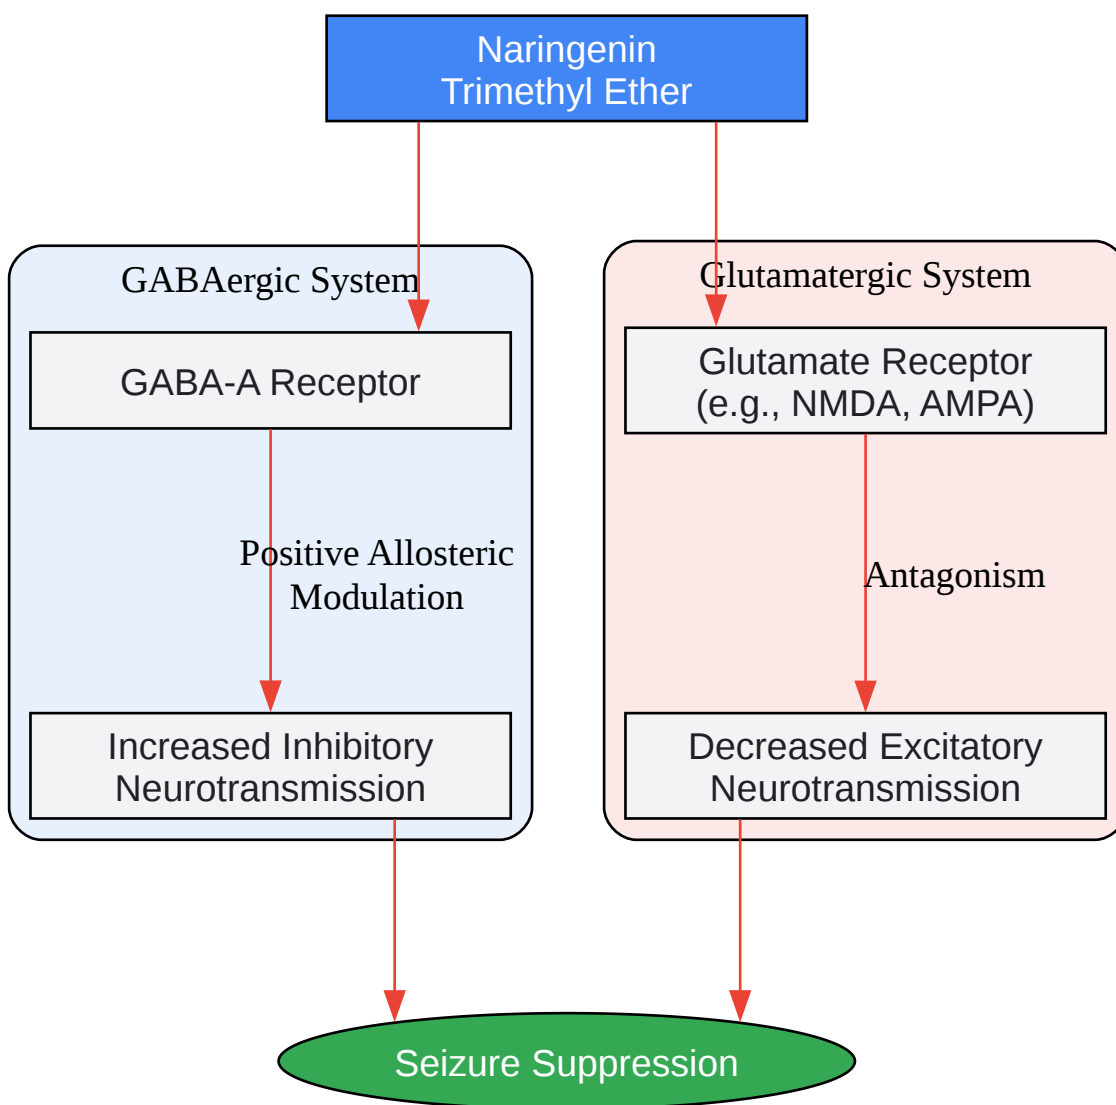 Naringenin
Trimethyl Ether
GABAergic System
GABA-A Receptor
Positive Allosteric
Modulation
Increased Inhibitory
Neurotransmission
Glutamatergic System
Glutamate Receptor
(e.g., NMDA, AMPA)
Antagonism
Decreased Excitatory
Neurotransmission
Seizure Suppression